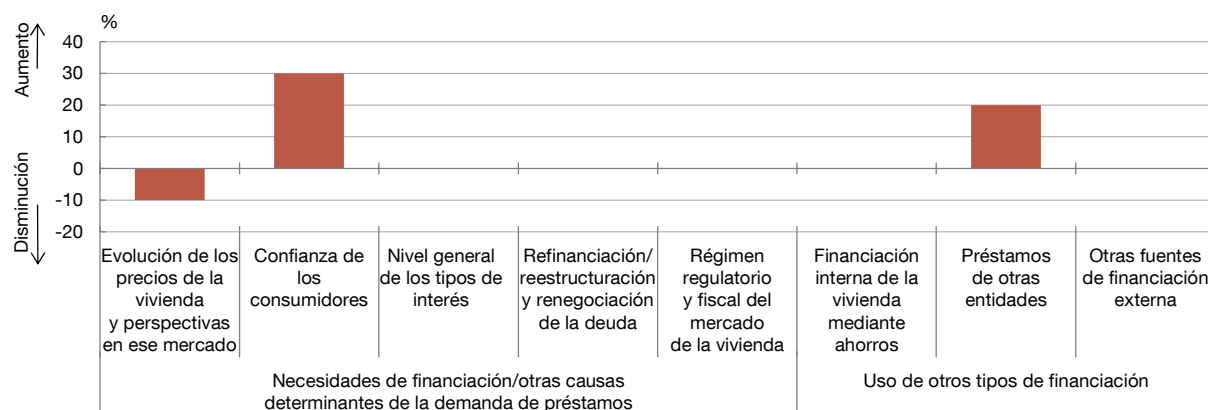 %
Aumento
Disminución
40
30
20
10
0
-10
-20
Evolución de los
precios de la
vivienda
y perspectivas
en ese mercado
Confianza de
los
consumidores
Nivel general
de los tipos de
interés
Refinanciación/
reestructuración
y renegociación
de la deuda
Régimen
regulatorio
y fiscal del
mercado
de la vivienda
Financiación
interna de la
vivienda
mediante
ahorros
Préstamos
de otras
entidades
Otras fuentes
de financiación
externa
Necesidades de financiación/otras causas
determinantes de la demanda de préstamos
Uso de otros tipos de financiación